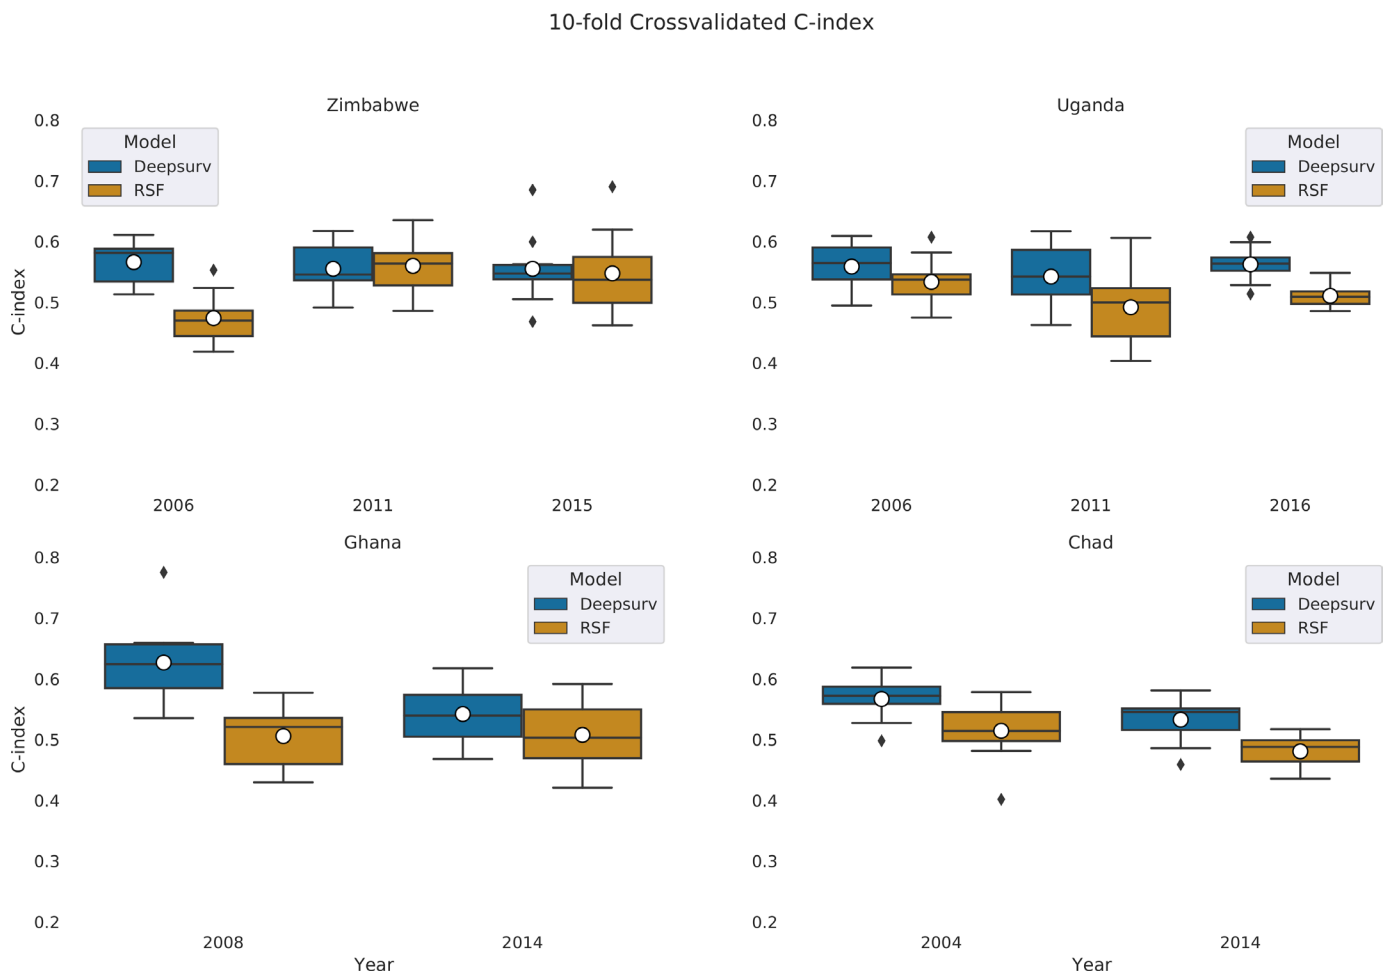 10-fold Crossvalidated C-index
Zimbabwe
0.8
0.7
0.6
0.5
0.4
0.3
0.2
C-index
Model
Deepsurv
RSF
2006 2011 2015
Uganda
0.8
0.7
0.6
0.5
0.4
0.3
0.2
Model
Deepsurv
RSF
2006 2011 2016
Ghana
0.8
0.7
0.6
0.5
0.4
0.3
0.2
C-index
Model
Deepsurv
RSF
2008 2014
Year
Chad
0.8
0.7
0.6
0.5
0.4
0.3
0.2
Model
Deepsurv
RSF
2004 2014
Year